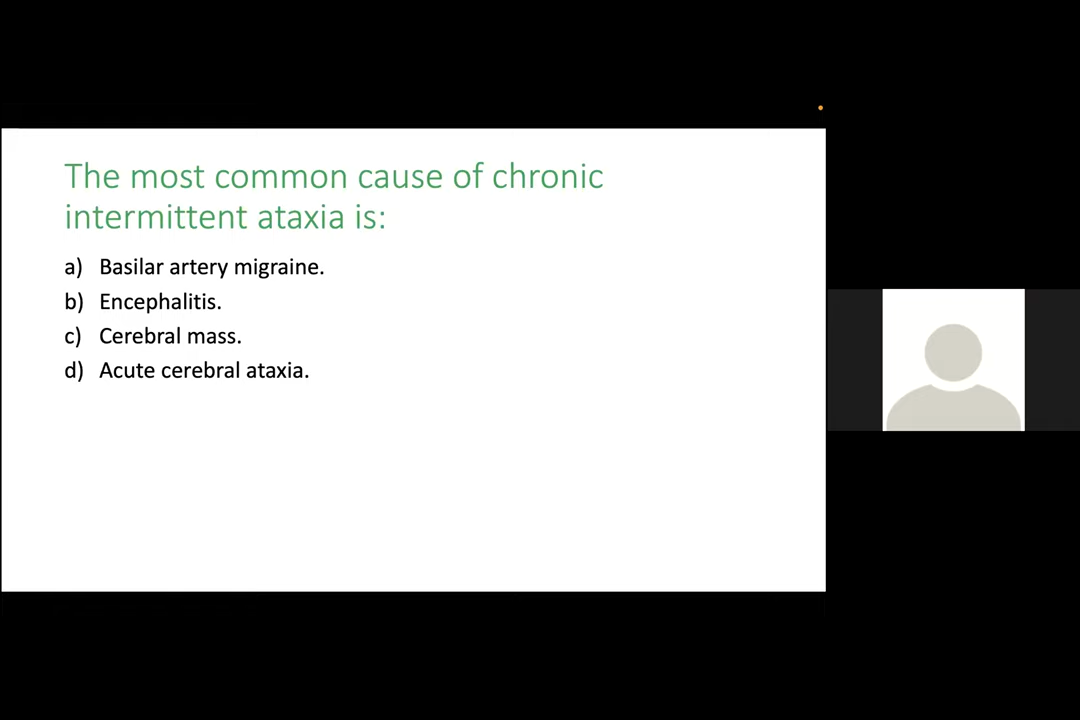 The most common cause of chronic
intermittent ataxia is:
a) Basilar artery migraine.
b) Encephalitis.
c) Cerebral mass.
d) Acute cerebral ataxia.